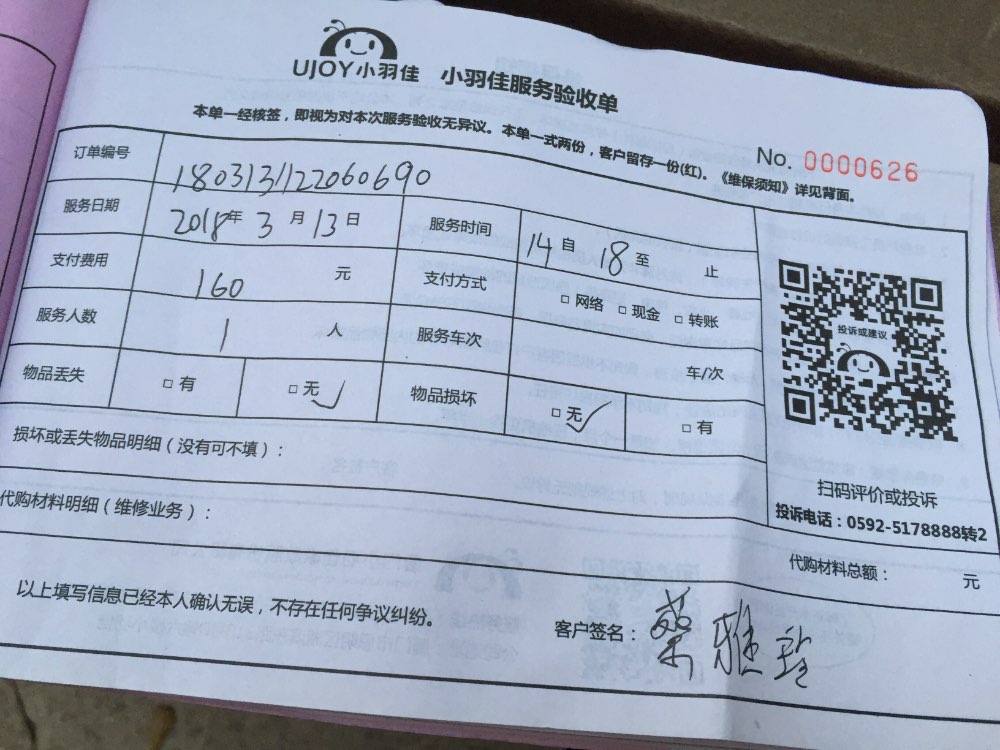 UJOY小羽佳 小羽佳服务验收单
本单一经核签，即视为对本次服务验收无异议。本单一式两份，客户留存一份(红)。《维保须知》详见背面。
No. 0000626
订单编号 180313122060690
服务日期 2018年 3 月 13 日 服务时间 14 自 18 至 止
支付费用 160 元 支付方式 □ 网络 □ 现金 □ 转账
服务人数 1 人 服务车次 车/次
物品丢失 □ 有 □ 无 ✓ 物品损坏 □ 无 ✓ □ 有
投诉或建议
损坏或丢失物品明细（没有可不填）：
扫码评价或投诉
投诉电话：0592-5178888转2
代购材料明细（维修业务）：
代购材料总额： 元
以上填写信息已经本人确认无误，不存在任何争议纠纷。
客户签名： 雅